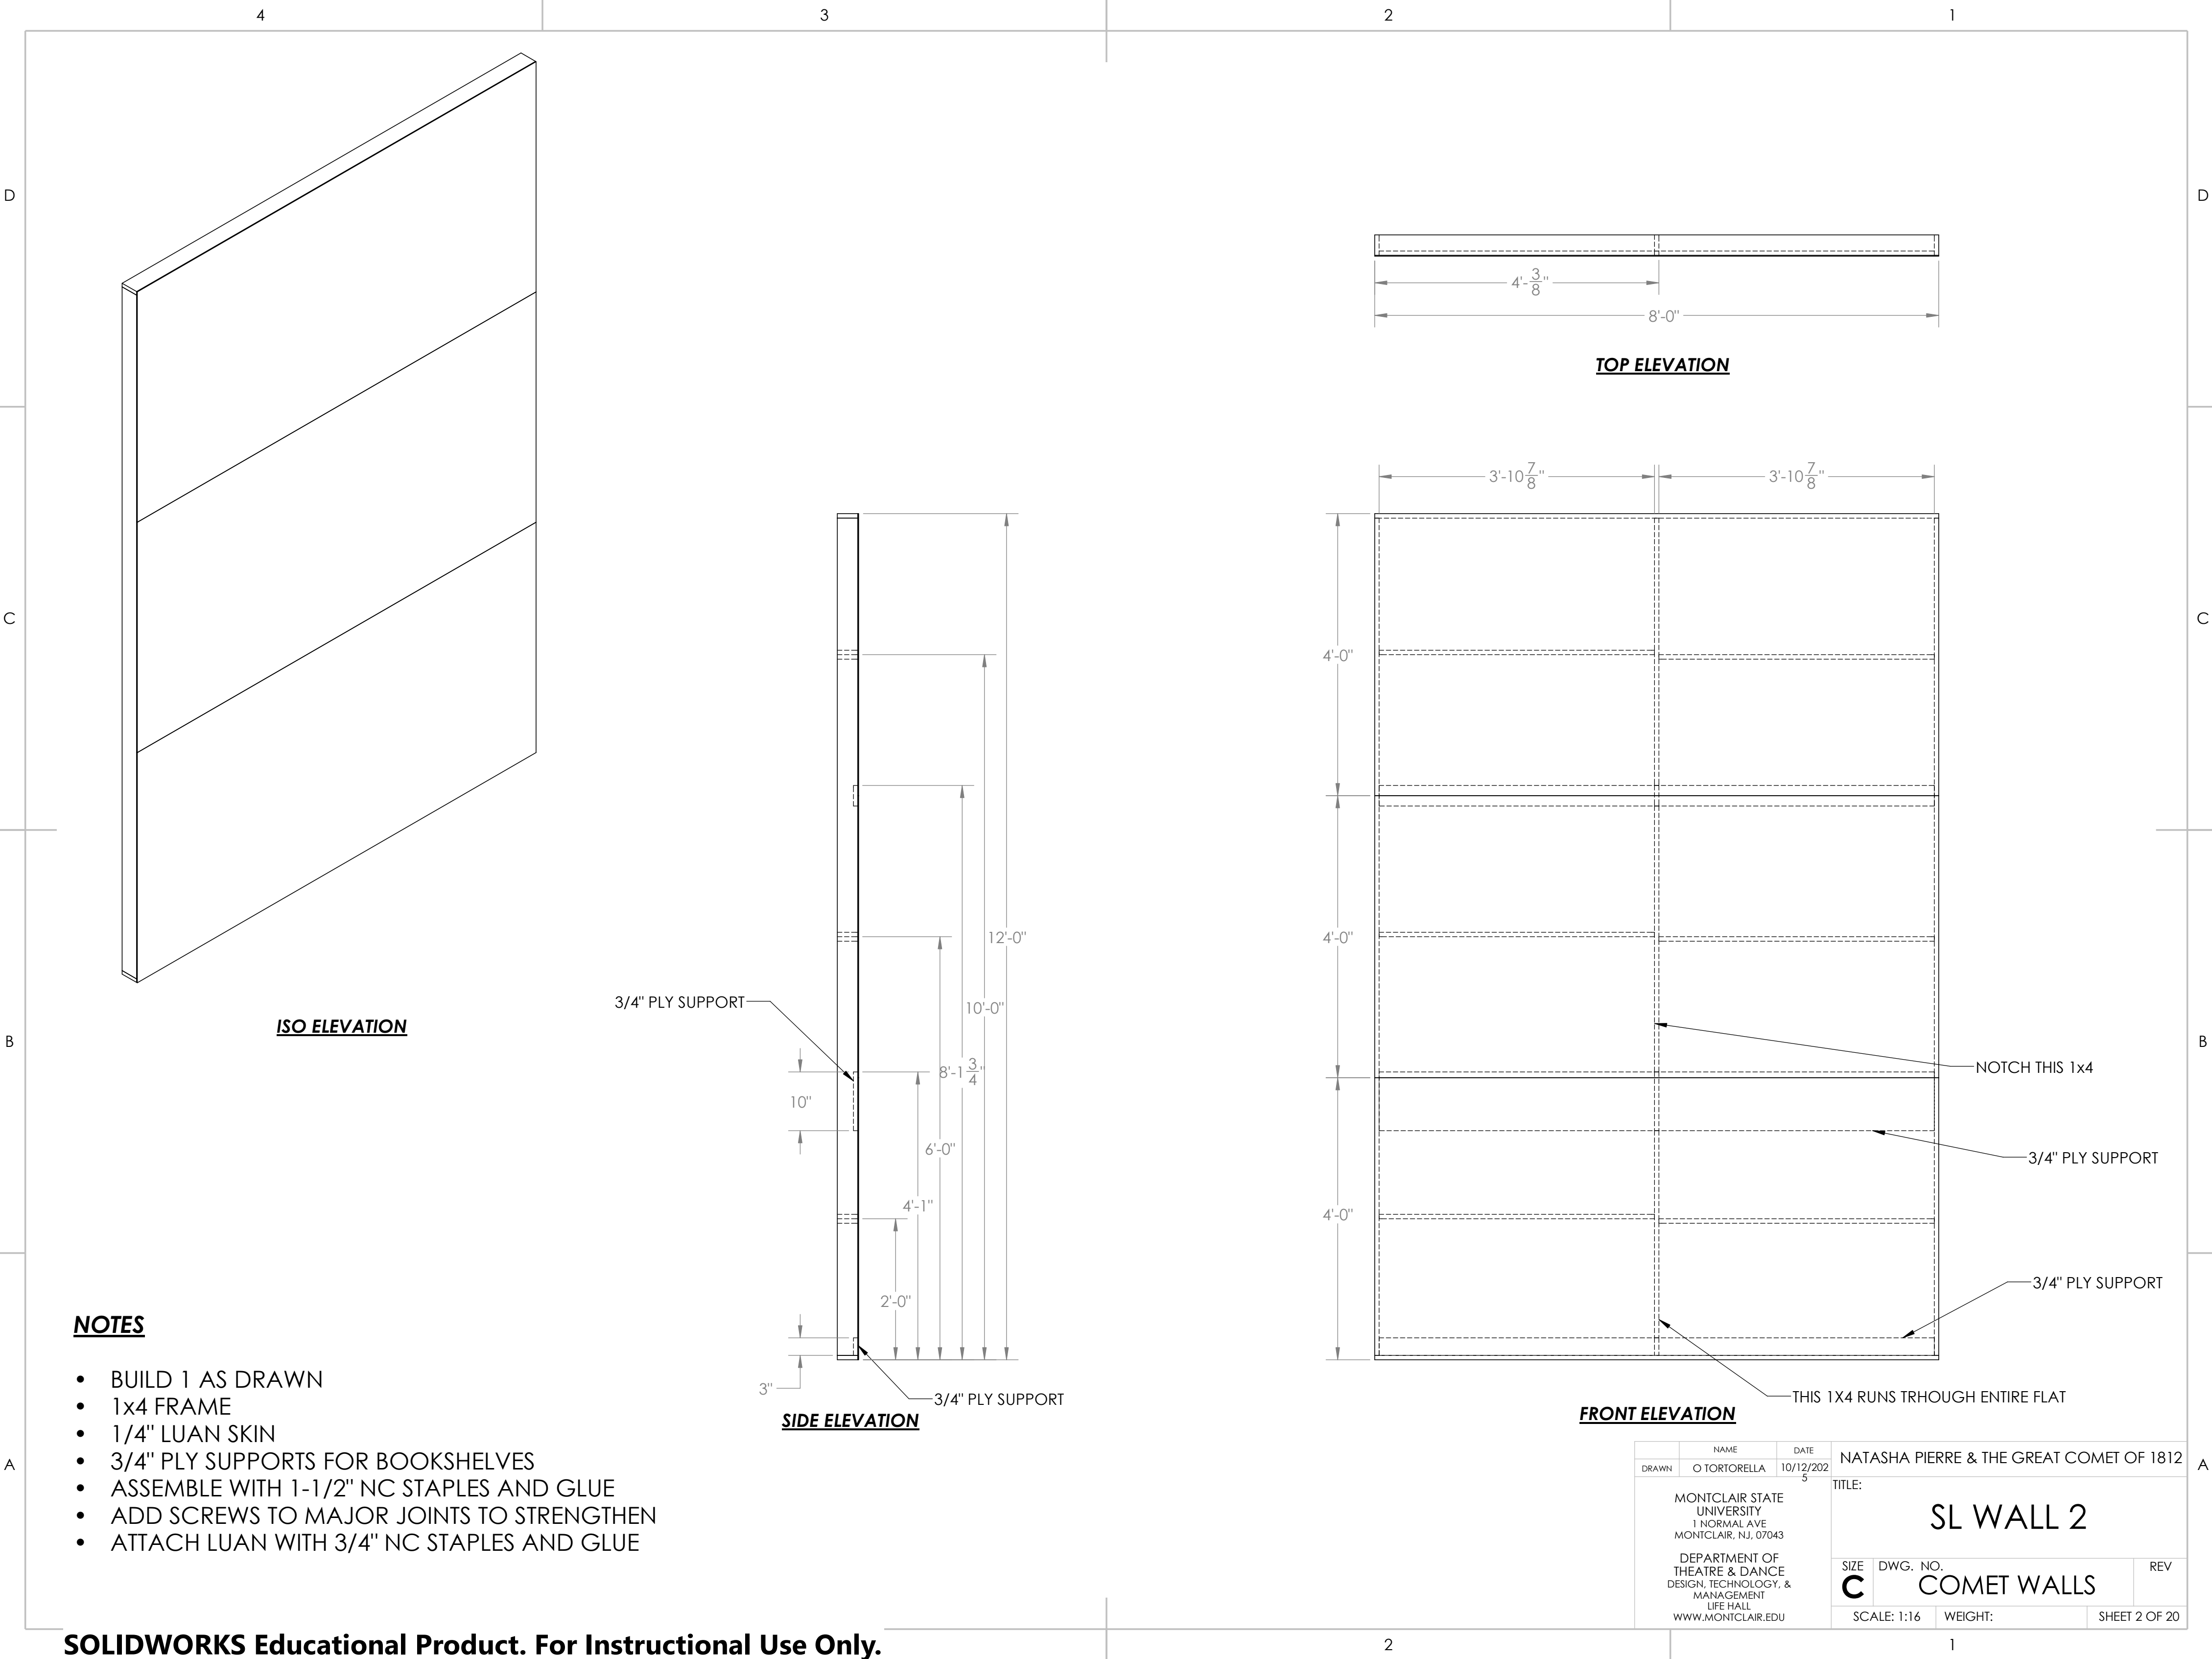 4
3
2
1
D
D
4'-3/8"
8'-0"
TOP ELEVATION
3'-10 7/8"
3'-10 7/8"
C
C
4'-0"
12'-0"
4'-0"
3/4" PLY SUPPORT
10'-0"
ISO ELEVATION
B
B
NOTCH THIS 1x4
8'-1 3/4"
10"
6'-0"
3/4" PLY SUPPORT
4'-1"
4'-0"
3/4" PLY SUPPORT
2'-0"
3"
3/4" PLY SUPPORT
THIS 1X4 RUNS TRHOUGH ENTIRE FLAT
SIDE ELEVATION
FRONT ELEVATION
NOTES
• BUILD 1 AS DRAWN
• 1x4 FRAME
• 1/4" LUAN SKIN
• 3/4" PLY SUPPORTS FOR BOOKSHELVES
• ASSEMBLE WITH 1-1/2" NC STAPLES AND GLUE
• ADD SCREWS TO MAJOR JOINTS TO STRENGTHEN
• ATTACH LUAN WITH 3/4" NC STAPLES AND GLUE
A
A
NAME
DATE
DRAWN
O TORTORELLA
10/12/202
5
NATASHA PIERRE & THE GREAT COMET OF 1812
MONTCLAIR STATE
UNIVERSITY
1 NORMAL AVE
MONTCLAIR, NJ, 07043
DEPARTMENT OF
THEATRE & DANCE
DESIGN, TECHNOLOGY, &
MANAGEMENT
LIFE HALL
WWW.MONTCLAIR.EDU
TITLE:
SL WALL 2
SIZE
C
DWG. NO.
COMET WALLS
REV
SCALE: 1:16
WEIGHT:
SHEET 2 OF 20
2
1
SOLIDWORKS Educational Product. For Instructional Use Only.